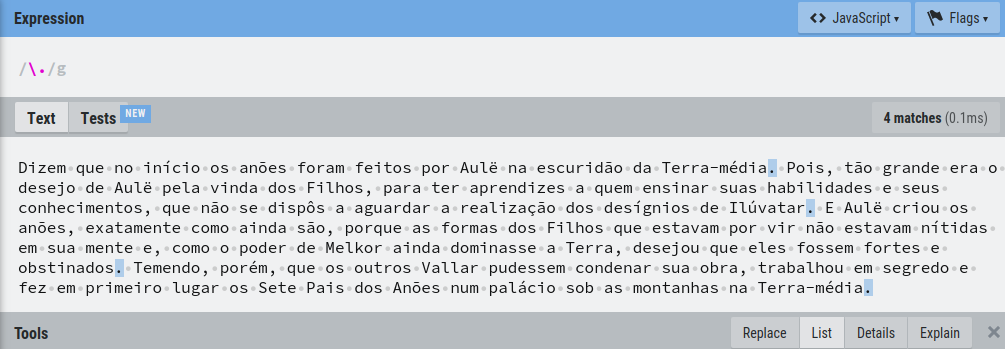 Expression
<> JavaScript ▾ Flags ▾
/\./g
Text Tests NEW 4 matches (0.1ms)
Dizem que no início os anões foram feitos por Aulë na escuridão da Terra-média. Pois, tão grande era o
desejo de Aulë pela vinda dos Filhos, para ter aprendizes a quem ensinar suas habilidades e seus
conhecimentos, que não se dispôs a aguardar a realização dos desígnios de Ilúvatar. E Aulë criou os
anões, exatamente como ainda são, porque as formas dos Filhos que estavam por vir não estavam nítidas
em sua mente e, como o poder de Melkor ainda dominasse a Terra, desejou que eles fossem fortes e
obstinados. Temendo, porém, que os outros Vallar pudessem condenar sua obra, trabalhou em segredo e
fez em primeiro lugar os Sete Pais dos Anões num palácio sob as montanhas na Terra-média.
Tools Replace List Details Explain ×